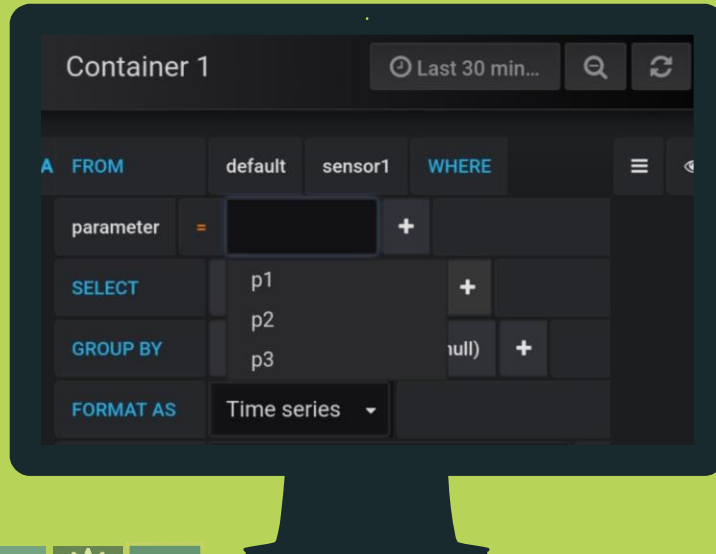 Container 1 Last 30 min...
A FROM default sensor1 WHERE
parameter = +
p1
SELECT +
p2
GROUP BY null) +
p3
FORMAT AS Time series